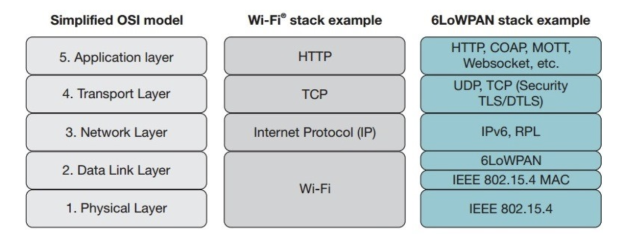 Simplified OSI model
Wi-Fi® stack example
6LoWPAN stack example
5. Application layer
HTTP
HTTP, COAP, MOTT,
Websocket, etc.
4. Transport Layer
TCP
UDP, TCP (Security
TLS/DTLS)
3. Network Layer
Internet Protocol (IP)
IPv6, RPL
2. Data Link Layer
Wi-Fi
6LoWPAN
IEEE 802.15.4 MAC
1. Physical Layer
IEEE 802.15.4